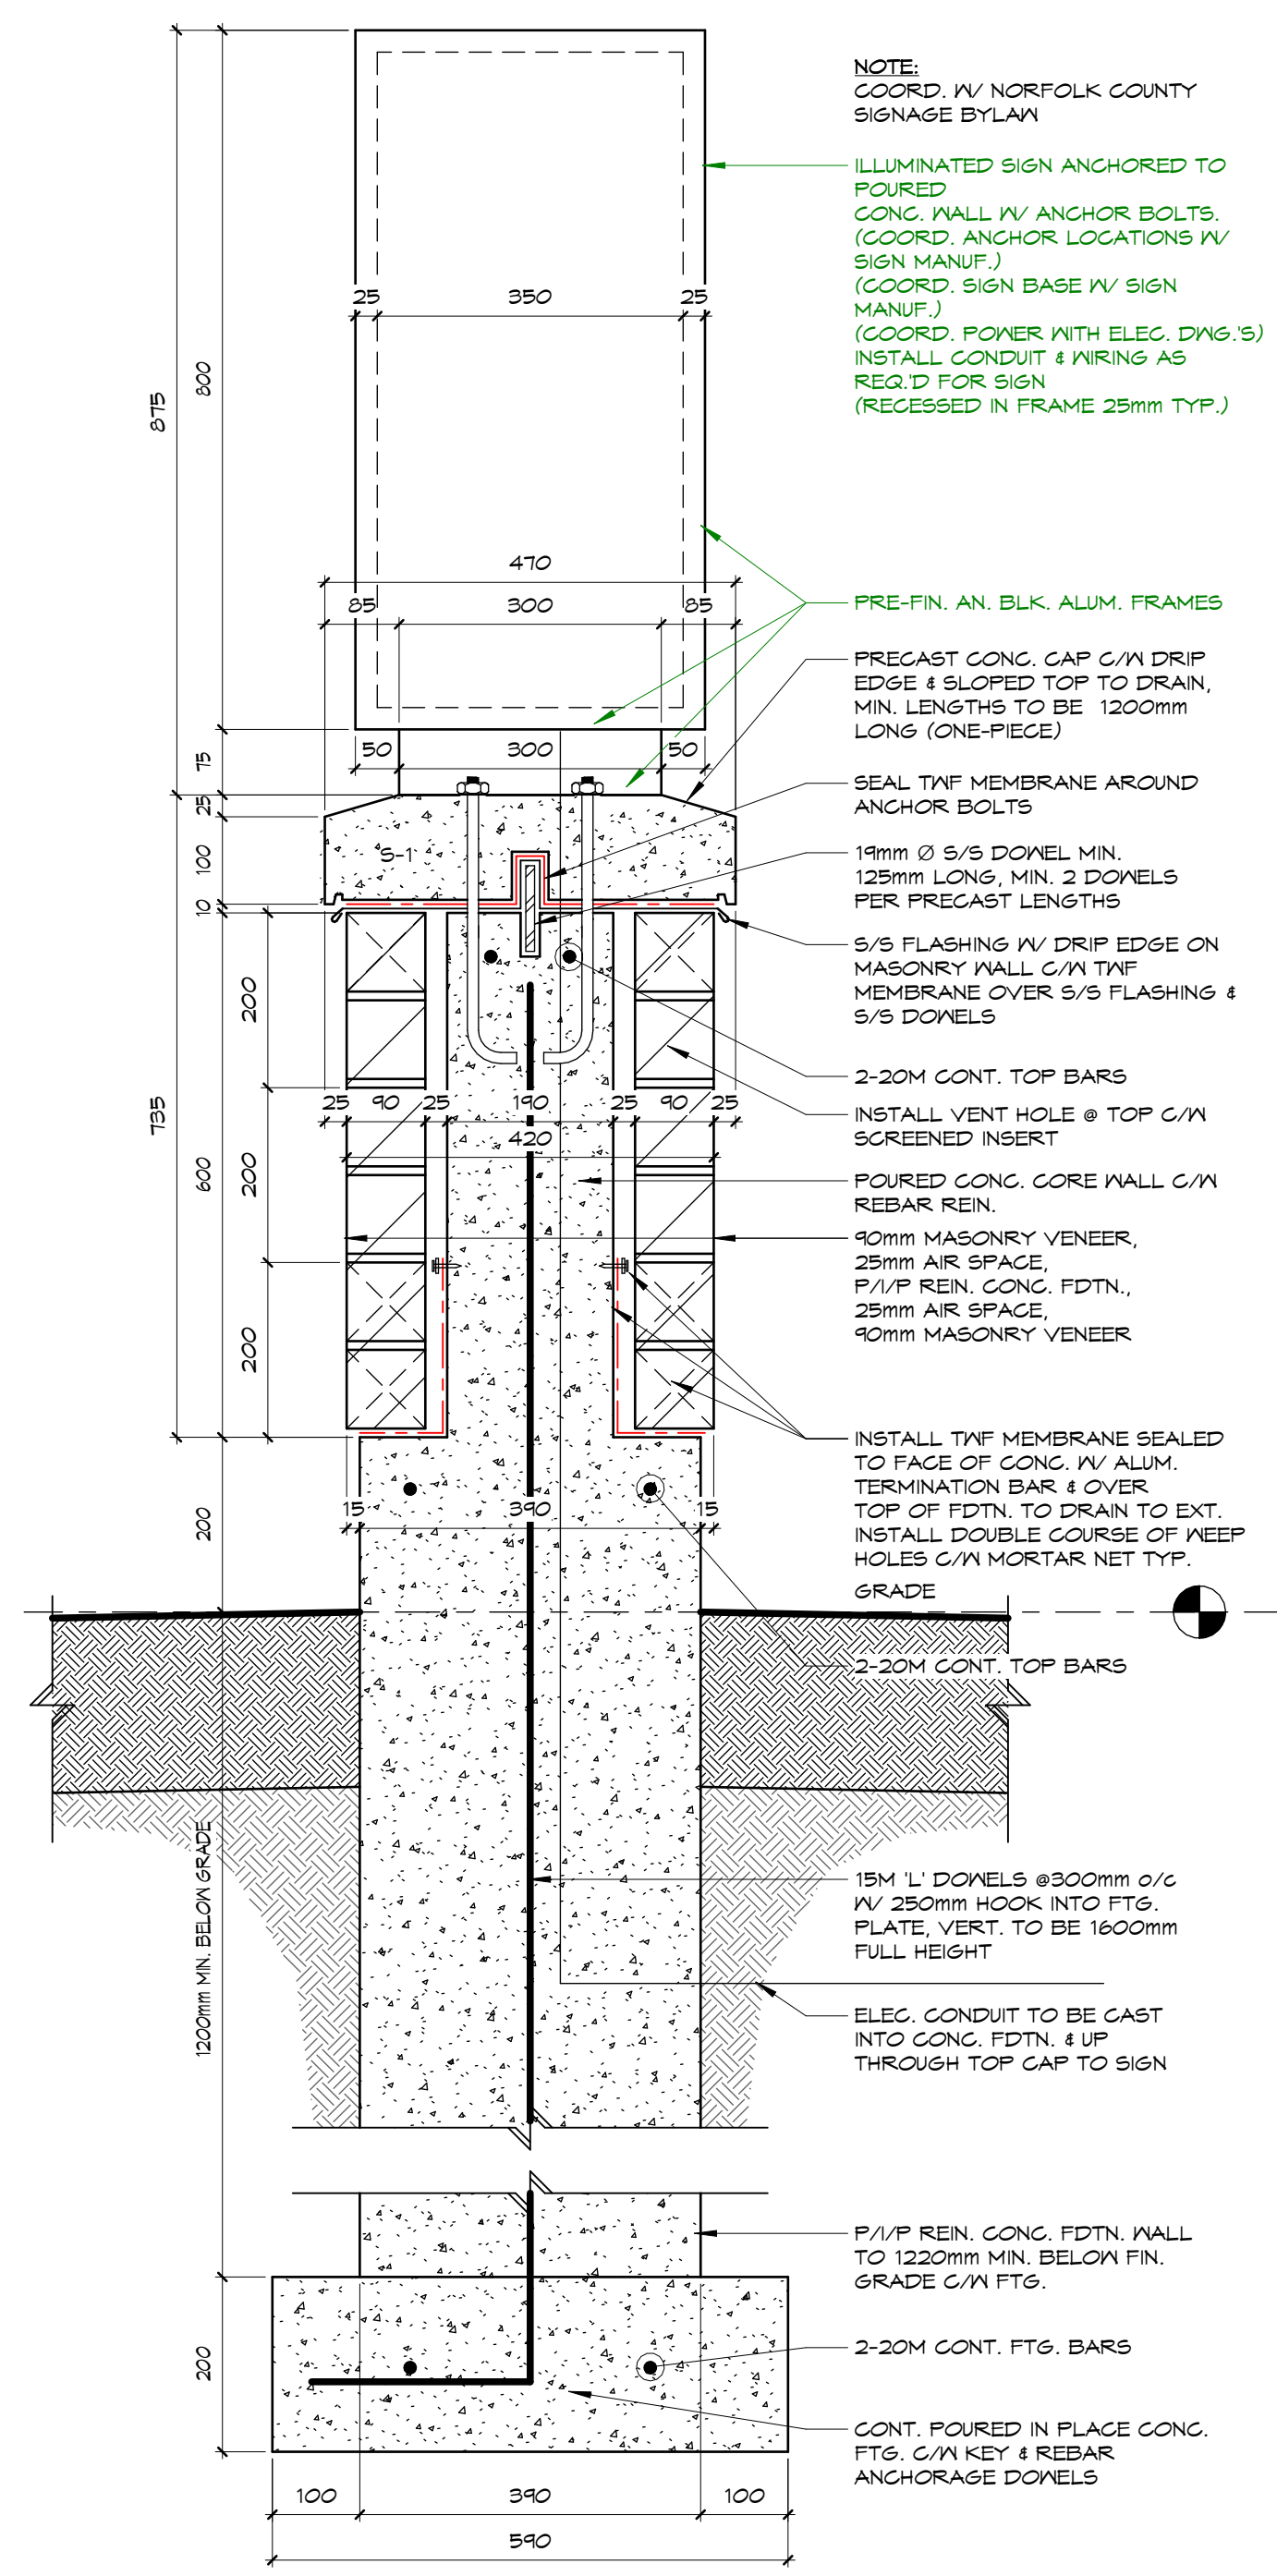 NOTE:
COORD. W/ NORFOLK COUNTY
SIGNAGE BYLAW
ILLUMINATED SIGN ANCHORED TO
POURED
CONC. WALL W/ ANCHOR BOLTS.
(COORD. ANCHOR LOCATIONS W/
SIGN MANUF.)
(COORD. SIGN BASE W/ SIGN
MANUF.)
(COORD. POWER WITH ELEC. DWG.'S)
INSTALL CONDUIT & WIRING AS
REQ.'D FOR SIGN
(RECESSED IN FRAME 25mm TYP.)
25 350 25
800
875
470
85 300 85
PRE-FIN. AN. BLK. ALUM. FRAMES
PRECAST CONC. CAP C/W DRIP
EDGE & SLOPED TOP TO DRAIN,
MIN. LENGTHS TO BE 1200mm
LONG (ONE-PIECE)
50 300 50
75
25
100
10
S-1
SEAL TWF MEMBRANE AROUND
ANCHOR BOLTS
19mm Ø S/S DOWEL MIN.
125mm LONG, MIN. 2 DOWELS
PER PRECAST LENGTHS
S/S FLASHING W/ DRIP EDGE ON
MASONRY WALL C/W TWF
MEMBRANE OVER S/S FLASHING &
S/S DOWELS
200
2-20M CONT. TOP BARS
INSTALL VENT HOLE @ TOP C/W
SCREENED INSERT
25 90 25 190 25 90 25
420
735
600
200
POURED CONC. CORE WALL C/W
REBAR REIN.
90mm MASONRY VENEER,
25mm AIR SPACE,
P/I/P REIN. CONC. FDTN.,
25mm AIR SPACE,
90mm MASONRY VENEER
200
INSTALL TWF MEMBRANE SEALED
TO FACE OF CONC. W/ ALUM.
TERMINATION BAR & OVER
TOP OF FDTN. TO DRAIN TO EXT.
INSTALL DOUBLE COURSE OF WEEP
HOLES C/W MORTAR NET TYP.
15 390 15
200
GRADE
2-20M CONT. TOP BARS
1200mm MIN. BELOW GRADE
15M 'L' DOWELS @300mm o/c
W/ 250mm HOOK INTO FTG.
PLATE, VERT. TO BE 1600mm
FULL HEIGHT
ELEC. CONDUIT TO BE CAST
INTO CONC. FDTN. & UP
THROUGH TOP CAP TO SIGN
P/I/P REIN. CONC. FDTN. WALL
TO 1220mm MIN. BELOW FIN.
GRADE C/W FTG.
200
2-20M CONT. FTG. BARS
CONT. POURED IN PLACE CONC.
FTG. C/W KEY & REBAR
ANCHORAGE DOWELS
100 390 100
590